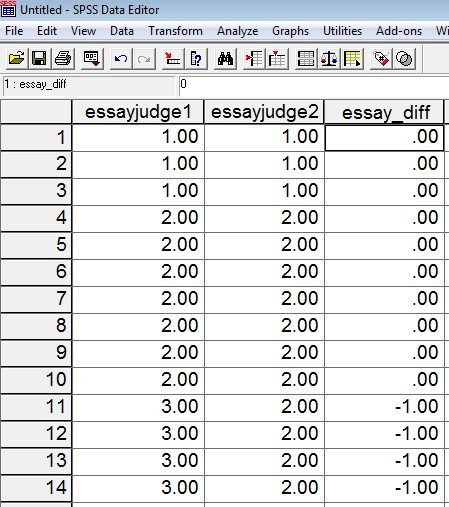 Untitled - SPSS Data Editor
File Edit View Data Transform Analyze Graphs Utilities Add-ons Wi
1 : essay_diff 0
essayjudge1 essayjudge2 essay_diff
1 1.00 1.00 .00
2 1.00 1.00 .00
3 1.00 1.00 .00
4 2.00 2.00 .00
5 2.00 2.00 .00
6 2.00 2.00 .00
7 2.00 2.00 .00
8 2.00 2.00 .00
9 2.00 2.00 .00
10 2.00 2.00 .00
11 3.00 2.00 -1.00
12 3.00 2.00 -1.00
13 3.00 2.00 -1.00
14 3.00 2.00 -1.00